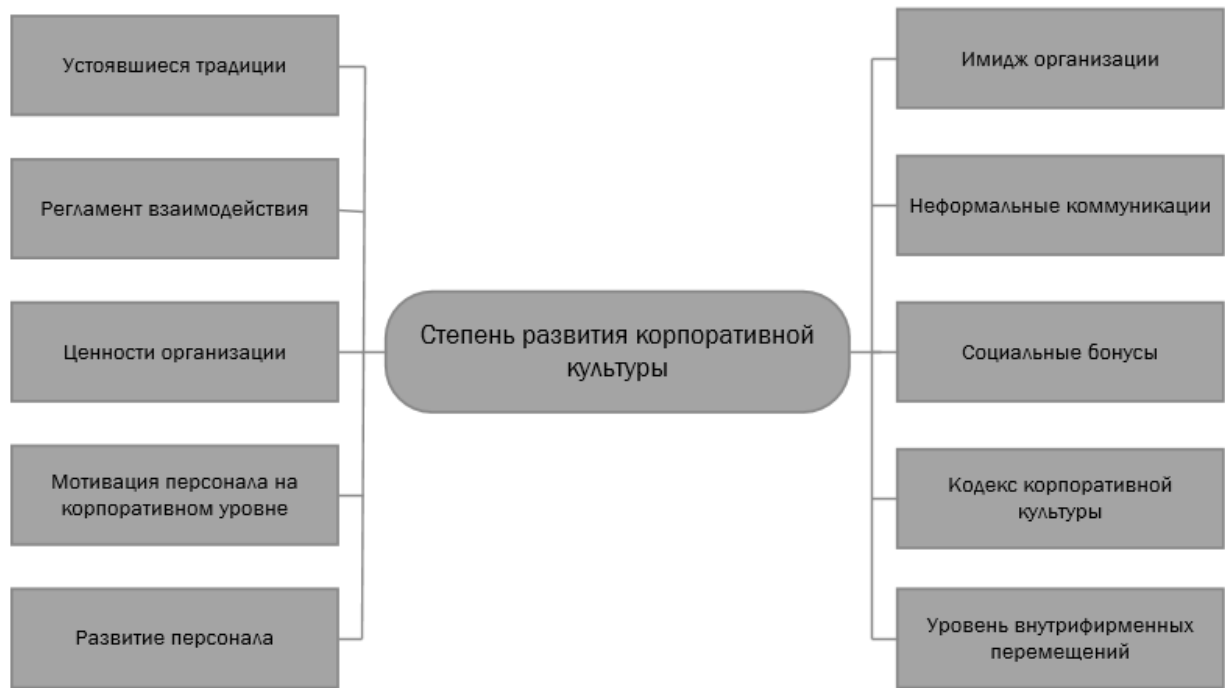 Устоявшиеся традиции
Регламент взаимодействия
Ценности организации
Мотивация персонала на
корпоративном уровне
Развитие персонала
Степень развития корпоративной
культуры
Имидж организации
Неформальные коммуникации
Социальные бонусы
Кодекс корпоративной
культуры
Уровень внутрифирменных
перемещений